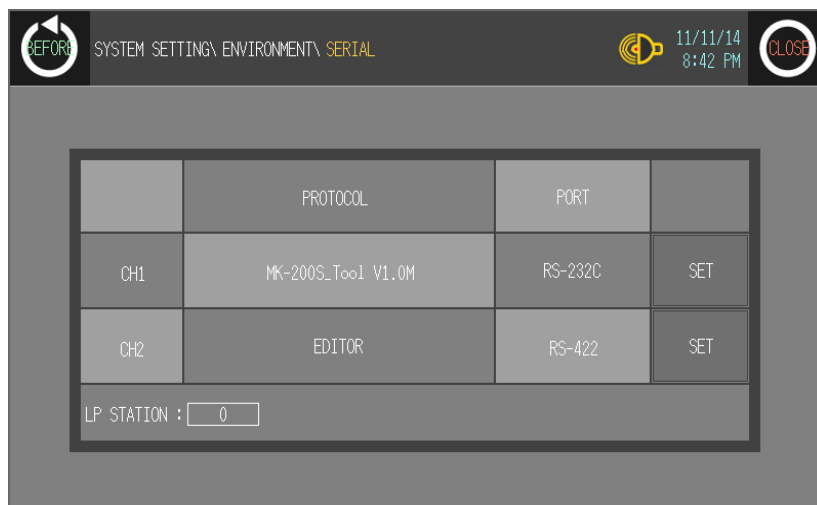 BEFORE
SYSTEM SETTING\ ENVIRONMENT\ SERIAL
11/11/14
8:42 PM
CLOSE
PROTOCOL PORT
CH1 MK-200S_Tool V1.0M RS-232C SET
CH2 EDITOR RS-422 SET
LP STATION : 0